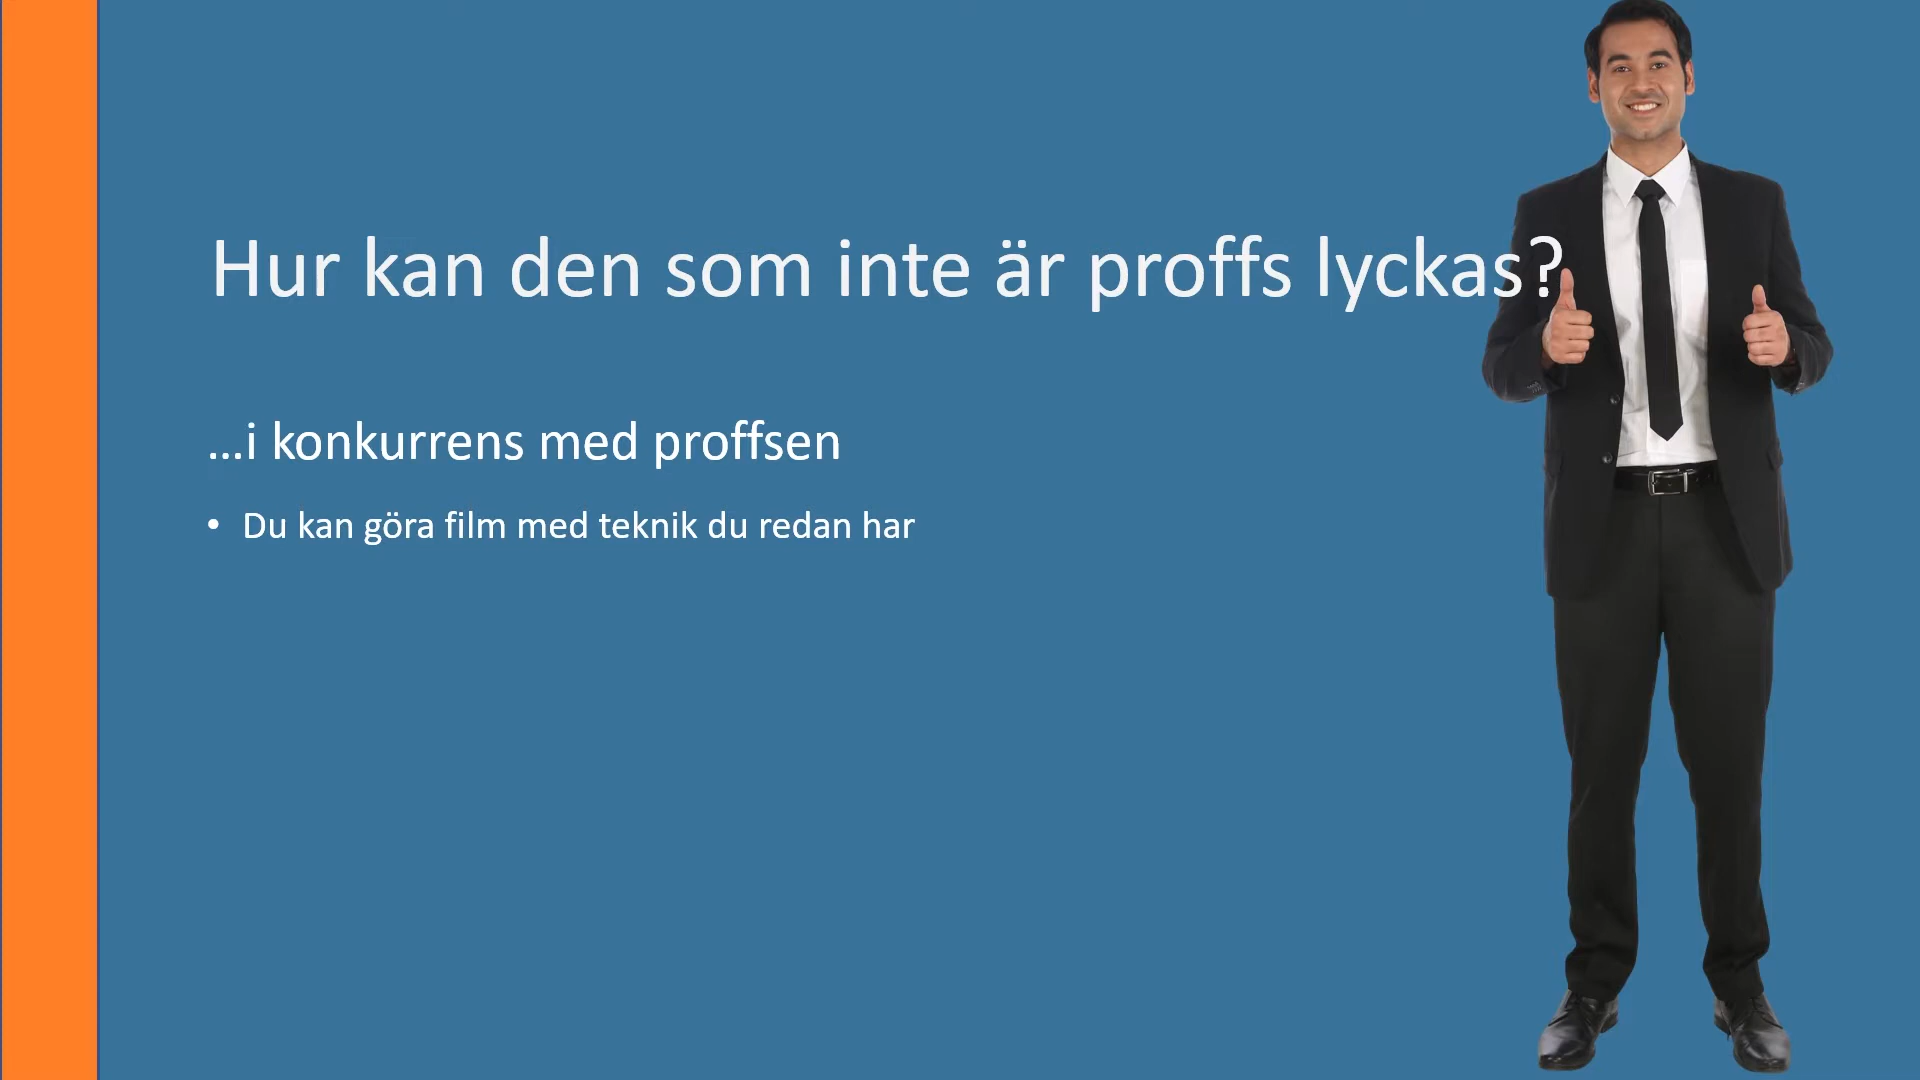 Hur kan den som inte är proffs lyckas?
...i konkurrens med proffsen
• Du kan göra film med teknik du redan har